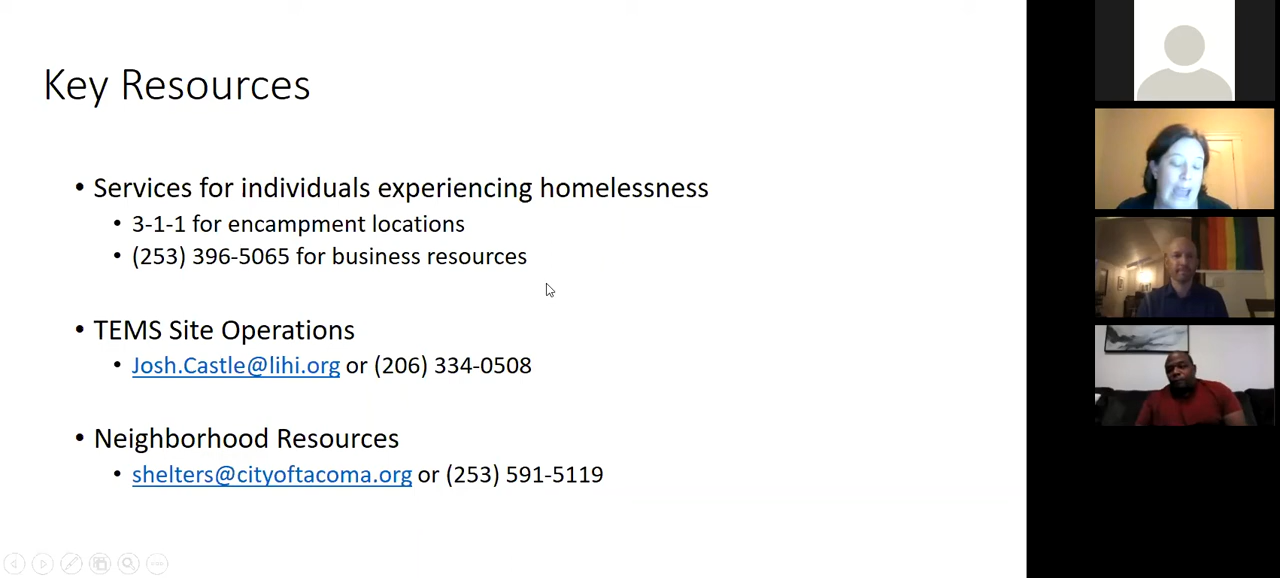 Key Resources
• Services for individuals experiencing homelessness
• 3-1-1 for encampment locations
• (253) 396-5065 for business resources
• TEMS Site Operations
• Josh.Castle@lihi.org or (206) 334-0508
• Neighborhood Resources
• shelters@cityoftacoma.org or (253) 591-5119